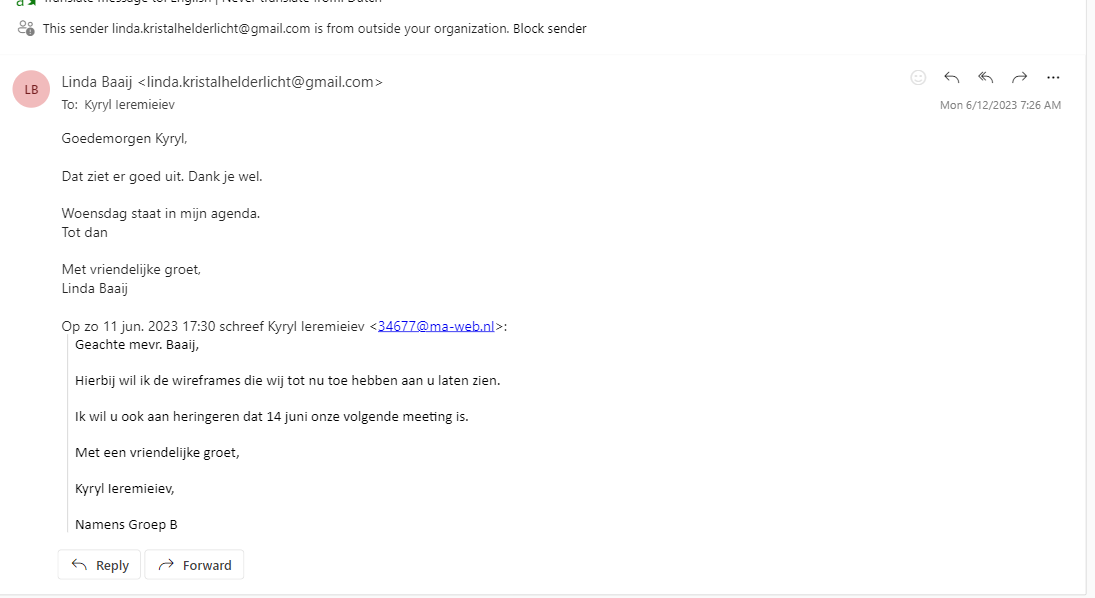 Translate message to: English | Never translate from: Dutch
This sender linda.kristalhelderlicht@gmail.com is from outside your organization. Block sender
LB
Linda Baaij <linda.kristalhelderlicht@gmail.com>
To: Kyryl Ieremieiev
Mon 6/12/2023 7:26 AM
Goedemorgen Kyryl,
Dat ziet er goed uit. Dank je wel.
Woensdag staat in mijn agenda.
Tot dan
Met vriendelijke groet,
Linda Baaij
Op zo 11 jun. 2023 17:30 schreef Kyryl Ieremieiev <34677@ma-web.nl>:
Geachte mevr. Baaij,
Hierbij wil ik de wireframes die wij tot nu toe hebben aan u laten zien.
Ik wil u ook aan heringeren dat 14 juni onze volgende meeting is.
Met een vriendelijke groet,
Kyryl Ieremieiev,
Namens Groep B
Reply
Forward